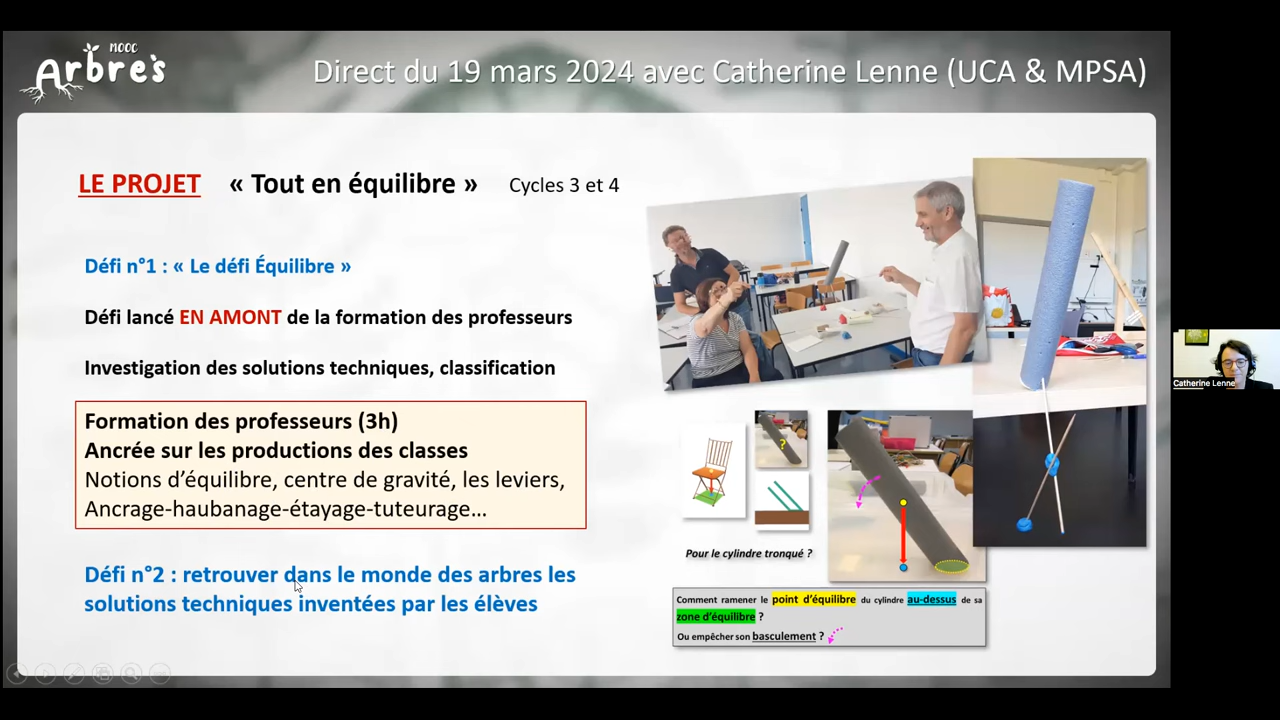 MOOC
Arbres
Direct du 19 mars 2024 avec Catherine Lenne (UCA & MPSA)
LE PROJET « Tout en équilibre » Cycles 3 et 4
Défi n°1 : « Le défi Équilibre »
Défi lancé EN AMONT de la formation des professeurs
Investigation des solutions techniques, classification
Formation des professeurs (3h)
Ancrée sur les productions des classes
Notions d’équilibre, centre de gravité, les leviers,
Ancrage-haubanage-étayage-tuteurage…
Défi n°2 : retrouver dans le monde des arbres les
solutions techniques inventées par les élèves
?
Pour le cylindre tronqué ?
Comment ramener le point d’équilibre du cylindre au-dessus de sa
zone d’équilibre ?
Ou empêcher son basculement ?
Catherine Lenne